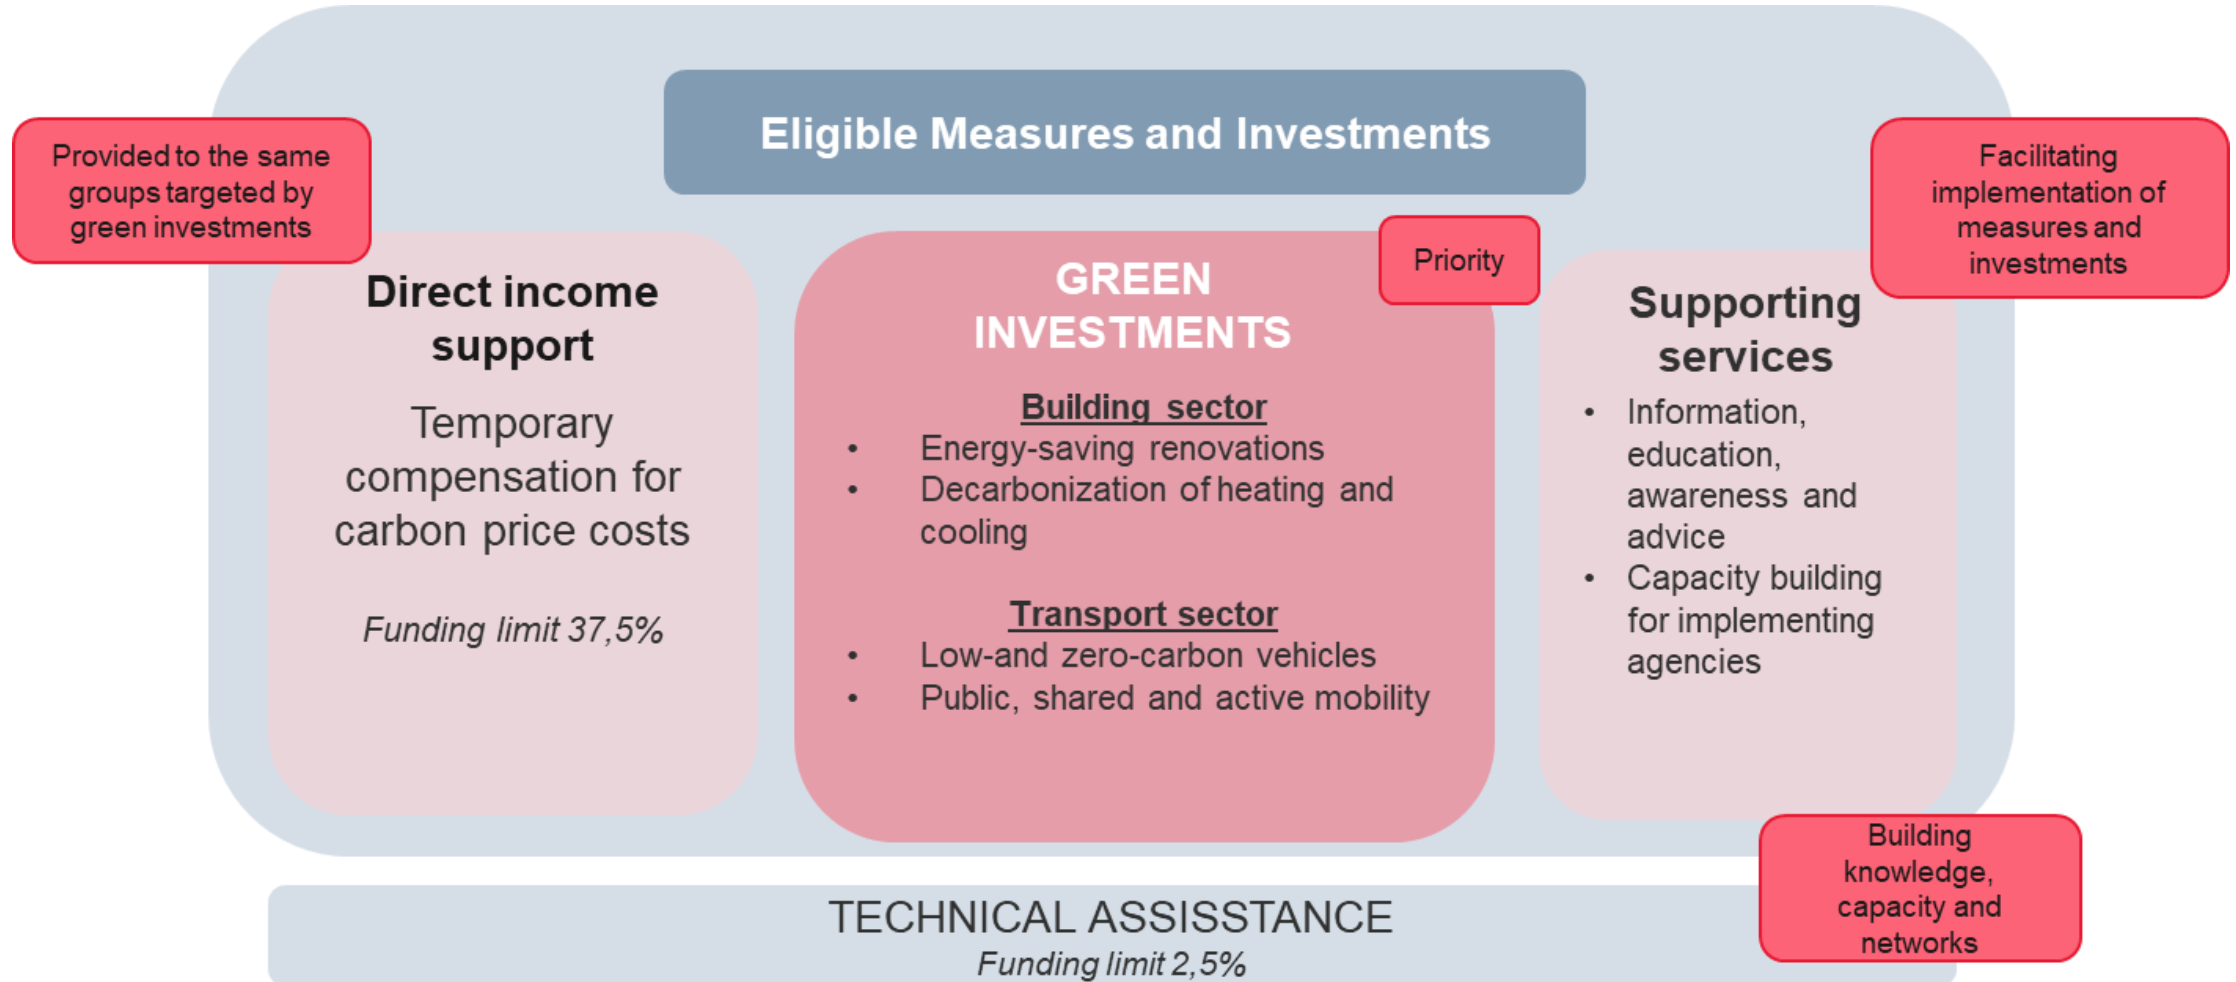 Eligible Measures and Investments
Provided to the same
groups targeted by
green investments
Direct income
support
Temporary
compensation for
carbon price costs
Funding limit 37,5%
Priority
GREEN
INVESTMENTS
Building sector
• Energy-saving renovations
• Decarbonization of heating and
cooling
Transport sector
• Low-and zero-carbon vehicles
• Public, shared and active mobility
Facilitating
implementation of
measures and
investments
Supporting
services
• Information,
education,
awareness and
advice
• Capacity building
for implementing
agencies
Building
knowledge,
capacity and
networks
TECHNICAL ASSISSTANCE
Funding limit 2,5%